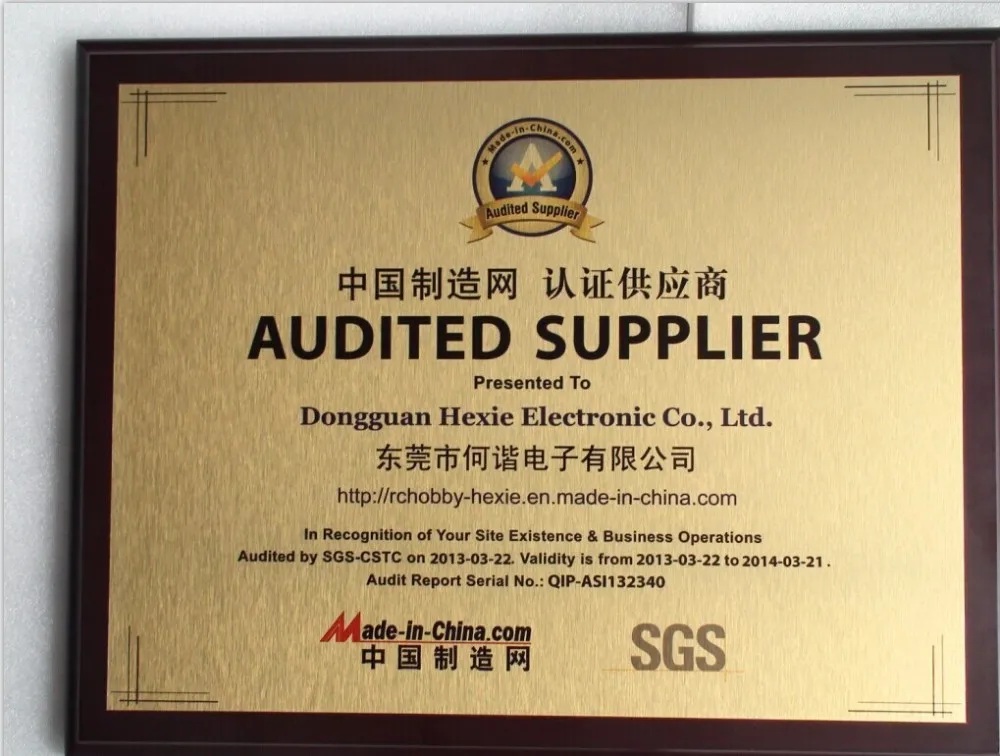 Made-in-China.com
Audited Supplier
中国制造网 认证供应商
AUDITED SUPPLIER
Presented To
Dongguan Hexie Electronic Co., Ltd.
东莞市何谐电子有限公司
http://rchobby-hexie.en.made-in-china.com
In Recognition of Your Site Existence & Business Operations
Audited by SGS-CSTC on 2013-03-22. Validity is from 2013-03-22 to 2014-03-21 .
Audit Report Serial No.: QIP-ASI132340
Made-in-China.com
中国制造网
SGS